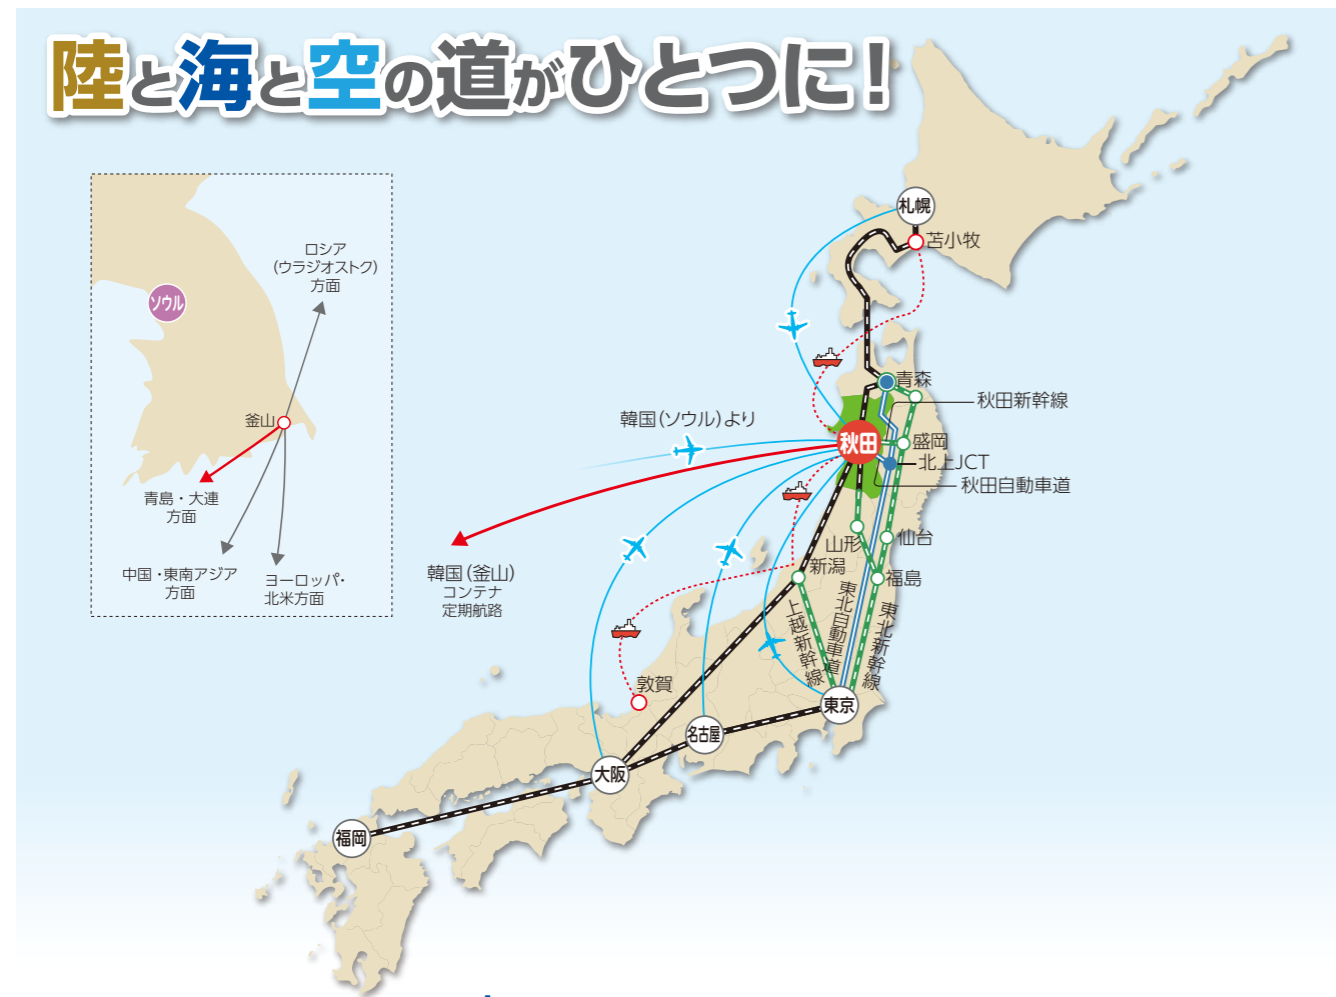 陸と海と空の道がひとつに!
ロシア
(ウラジオストク)
方面
ソウル
釜山
青島・大連
方面
中国・東南アジア
方面
ヨーロッパ・
北米方面
札幌
苫小牧
青森
秋田新幹線
韓国(ソウル)より
秋田
盛岡
北上JCT
秋田自動車道
仙台
山形
新潟
福島
韓国(釜山)
コンテナ
定期航路
上越新幹線
東北自動車道
東北新幹線
敦賀
東京
名古屋
大阪
福岡